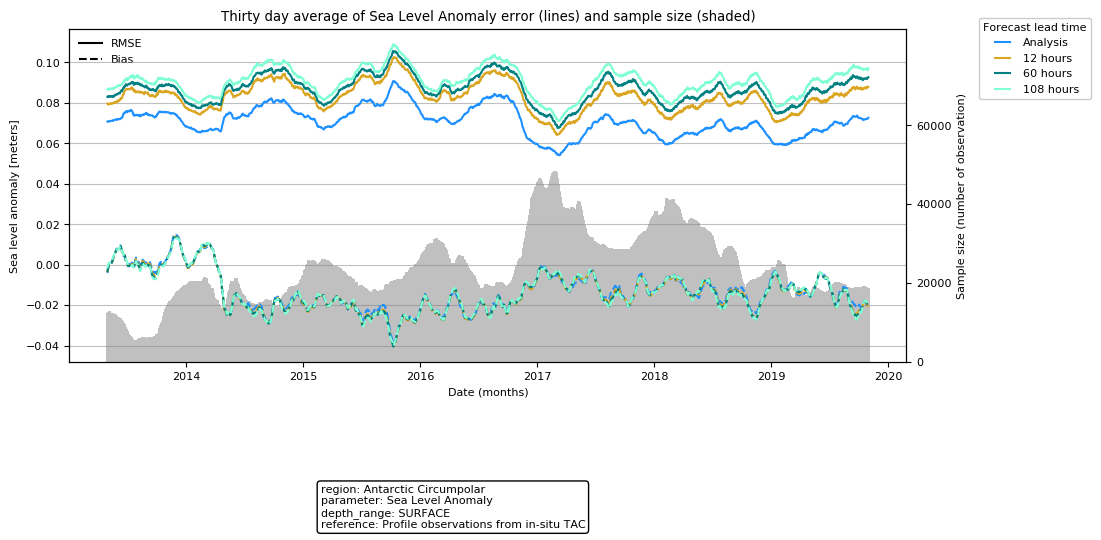 Thirty day average of Sea Level Anomaly error (lines) and sample size (shaded)
RMSE
Bias
Forecast lead time
Analysis
12 hours
60 hours
108 hours
Sea level anomaly [meters]
0.10
0.08
0.06
0.04
0.02
0.00
−0.02
−0.04
60000
40000
20000
0
Sample size (number of observation)
2014 2015 2016 2017 2018 2019 2020
Date (months)
region: Antarctic Circumpolar
parameter: Sea Level Anomaly
depth_range: SURFACE
reference: Profile observations from in-situ TAC